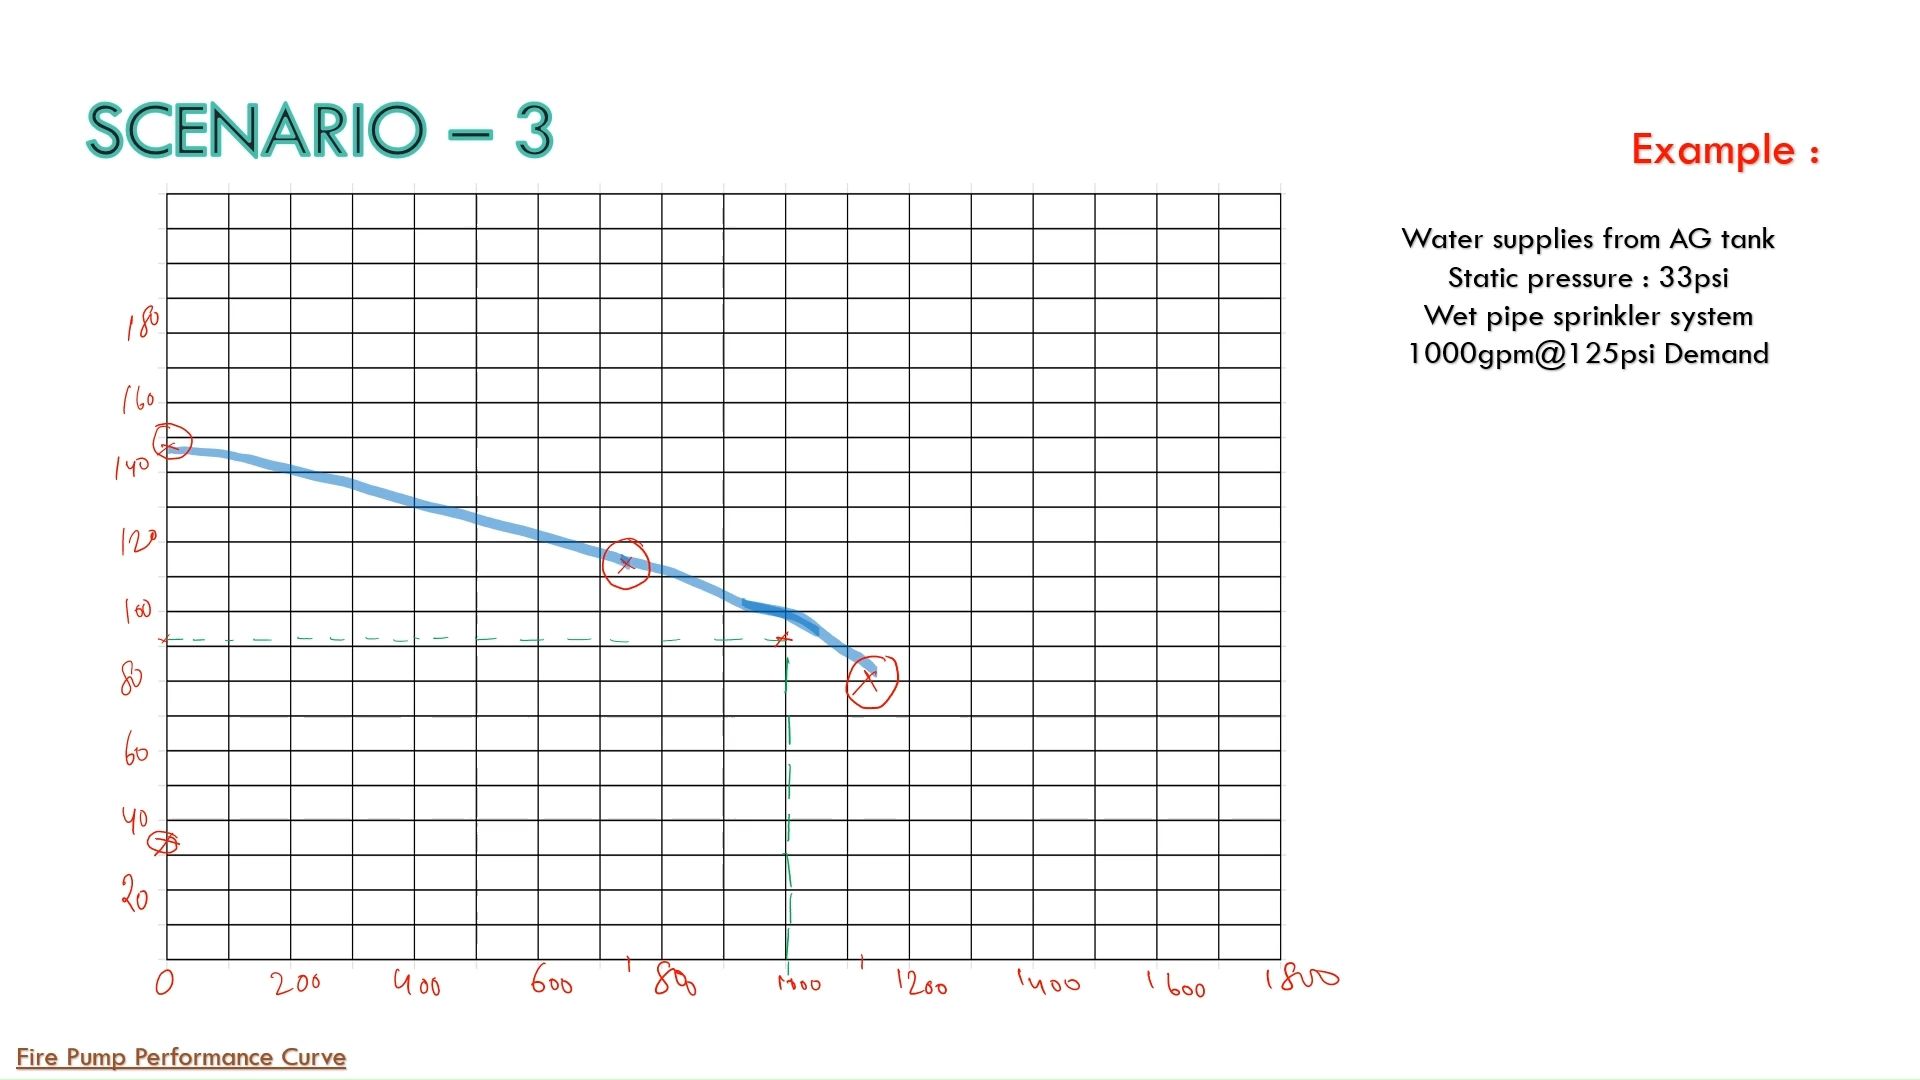 SCENARIO – 3
Example :
Water supplies from AG tank
Static pressure : 33psi
Wet pipe sprinkler system
1000gpm@125psi Demand
180
160
140
120
100
80
60
40
20
0 200 400 600 800 1000 1200 1400 1600 1800
Fire Pump Performance Curve